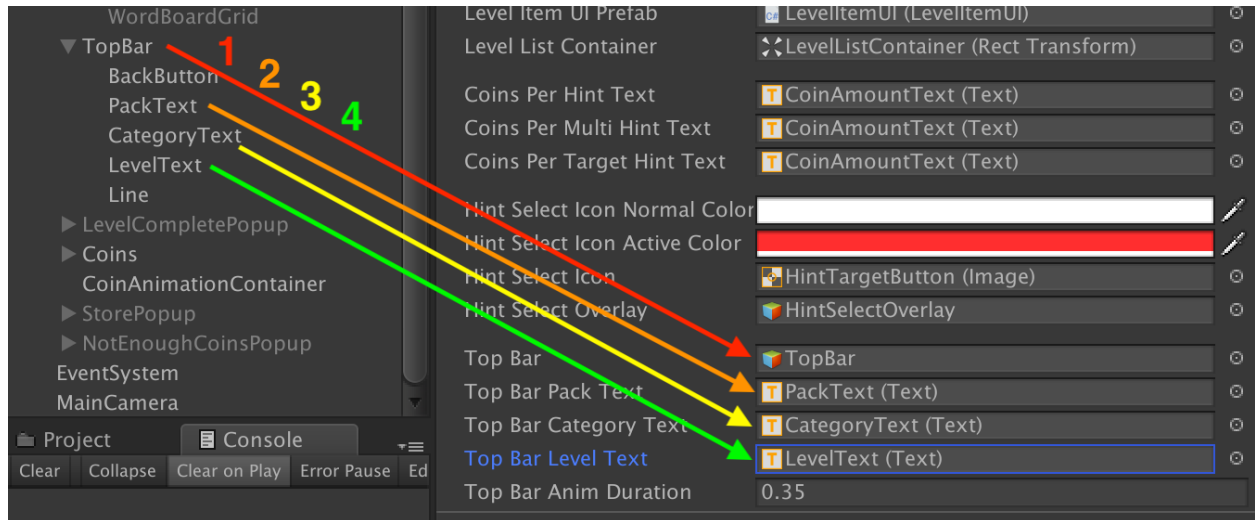 WordBoardGrid
TopBar
BackButton
PackText
CategoryText
LevelText
Line
LevelCompletePopup
Coins
CoinAnimationContainer
StorePopup
NotEnoughCoinsPopup
EventSystem
MainCamera
1
2
3
4
Project
Console
Clear
Collapse
Clear on Play
Error Pause
Ed
Level Item UI Prefab
LevelItemUI (LevelItemUI)
Level List Container
LevelListContainer (Rect Transform)
Coins Per Hint Text
CoinAmountText (Text)
Coins Per Multi Hint Text
CoinAmountText (Text)
Coins Per Target Hint Text
CoinAmountText (Text)
Hint Select Icon Normal Color
Hint Select Icon Active Color
Hint Select Icon
HintTargetButton (Image)
Hint Select Overlay
HintSelectOverlay
Top Bar
TopBar
Top Bar Pack Text
PackText (Text)
Top Bar Category Text
CategoryText (Text)
Top Bar Level Text
LevelText (Text)
Top Bar Anim Duration
0.35